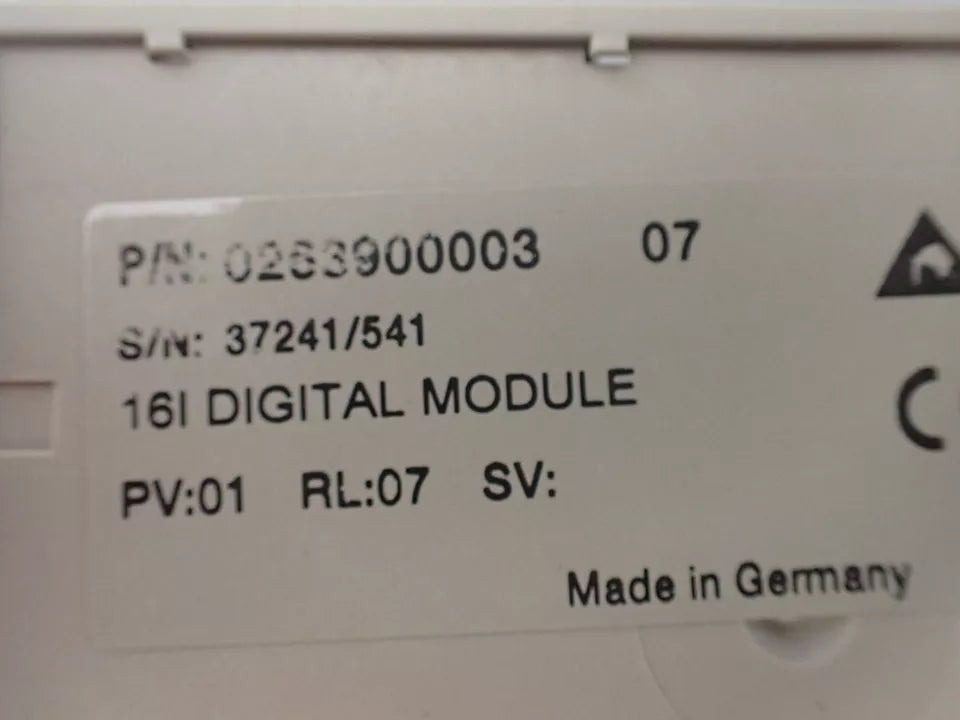 P/N: 0263900003 07
S/N: 37241/541
16I DIGITAL MODULE
PV:01 RL:07 SV:
Made in Germany